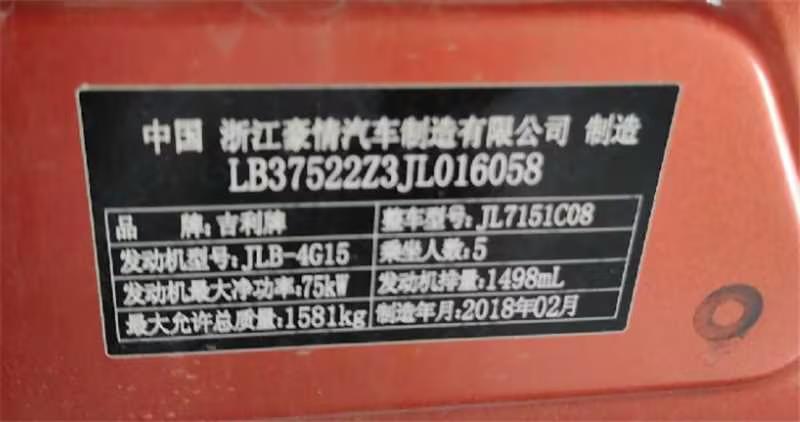 中国 浙江豪情汽车制造有限公司 制造
LB37522Z3JL016058
品 牌:吉利牌 整车型号:JL7151C08
发动机型号:JLB-4G15 乘坐人数:5
发动机最大净功率:75kW 发动机排量:1498mL
最大允许总质量:1581kg 制造年月:2018年02月